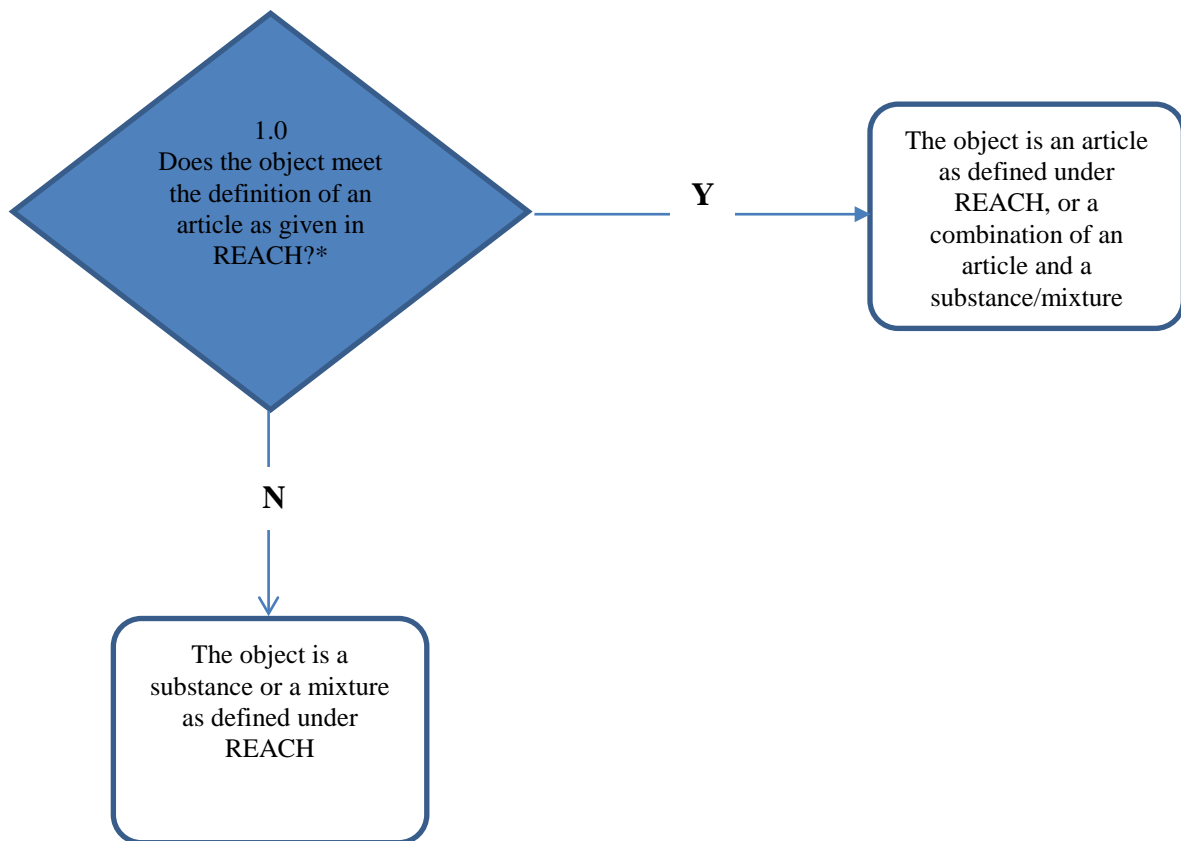 1.0
Does the object meet
the definition of an
article as given in
REACH?*
Y
The object is an article
as defined under
REACH, or a
combination of an
article and a
substance/mixture
N
The object is a
substance or a mixture
as defined under
REACH